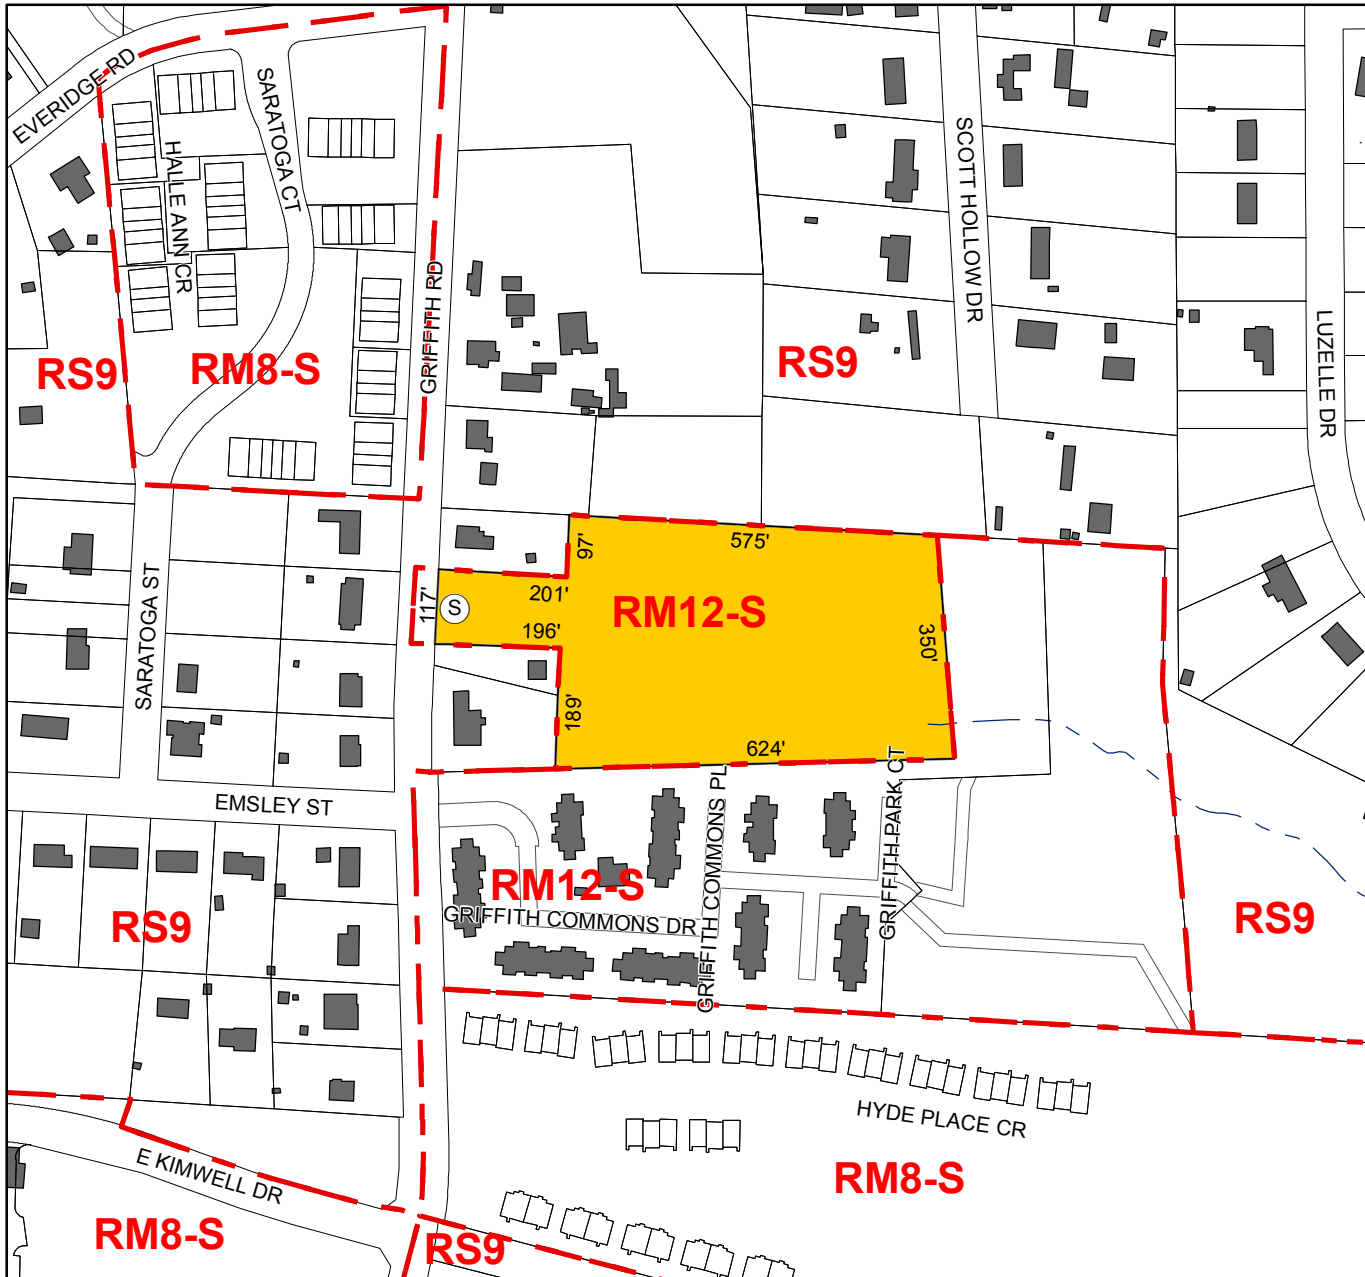 EVERIDGE RD
SARATOGA CT
HALLE ANN CR
GRIFFITH RD
SCOTT HOLLOW DR
LUZELLE DR
RS9
RM8-S
RS9
575'
97'
201'
117'
S
RM12-S
196'
350'
189'
624'
SARATOGA ST
EMSLEY ST
GRIFFITH COMMONS PL
GRIFFITH PARK CT
RM12-S
GRIFFITH COMMONS DR
RS9
RS9
HYDE PLACE CR
E KIMWELL DR
RM8-S
RM8-S
RS9